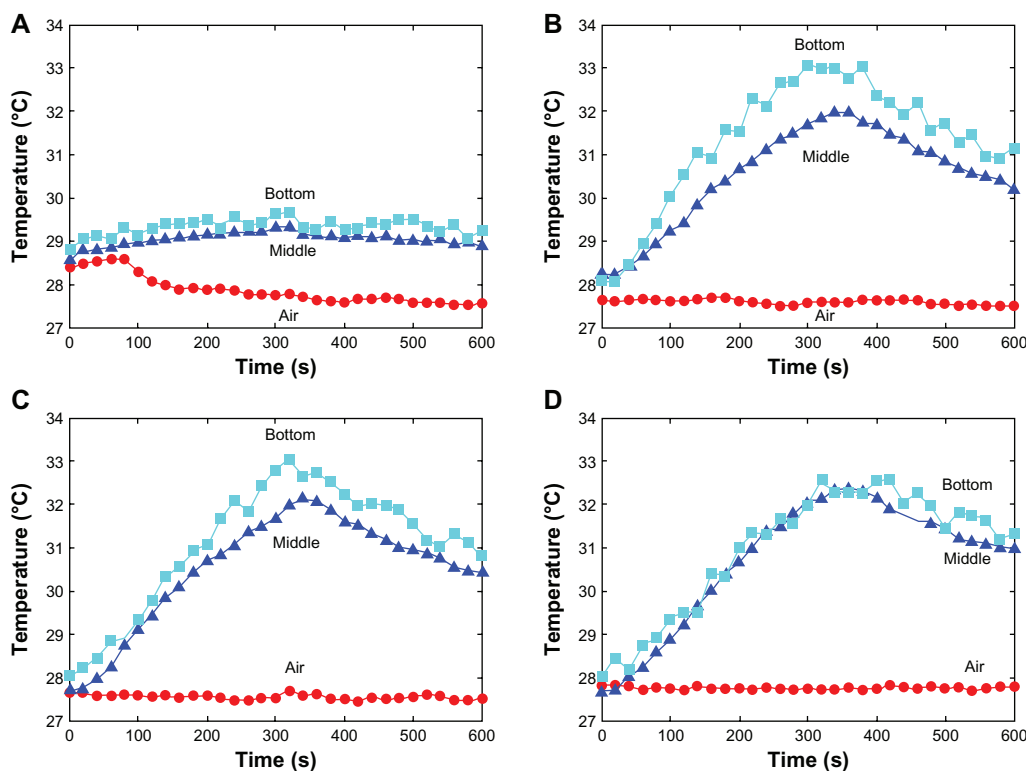 A
Temperature (°C)
34
33
32
31
30
29
28
27
Bottom
Middle
Air
0 100 200 300 400 500 600
Time (s)
B
Temperature (°C)
34
33
32
31
30
29
28
27
Bottom
Middle
Air
0 100 200 300 400 500 600
Time (s)
C
Temperature (°C)
34
33
32
31
30
29
28
27
Bottom
Middle
Air
0 100 200 300 400 500 600
Time (s)
D
Temperature (°C)
34
33
32
31
30
29
28
27
Bottom
Middle
Air
0 100 200 300 400 500 600
Time (s)